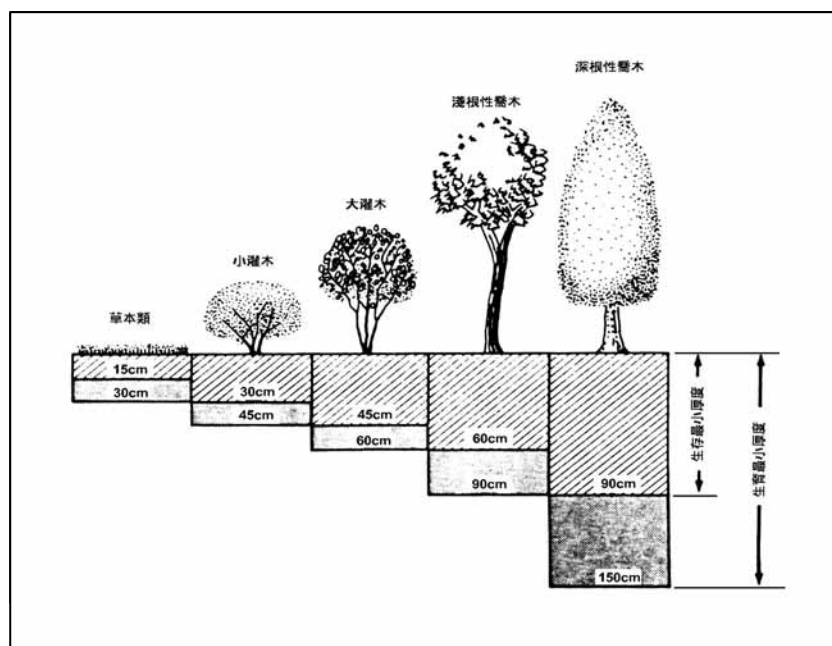 深根性喬木
淺根性喬木
大灌木
小灌木
草本類
15cm
30cm
30cm
45cm
45cm
60cm
60cm
90cm
90cm
150cm
生存最小厚度
生育最小厚度